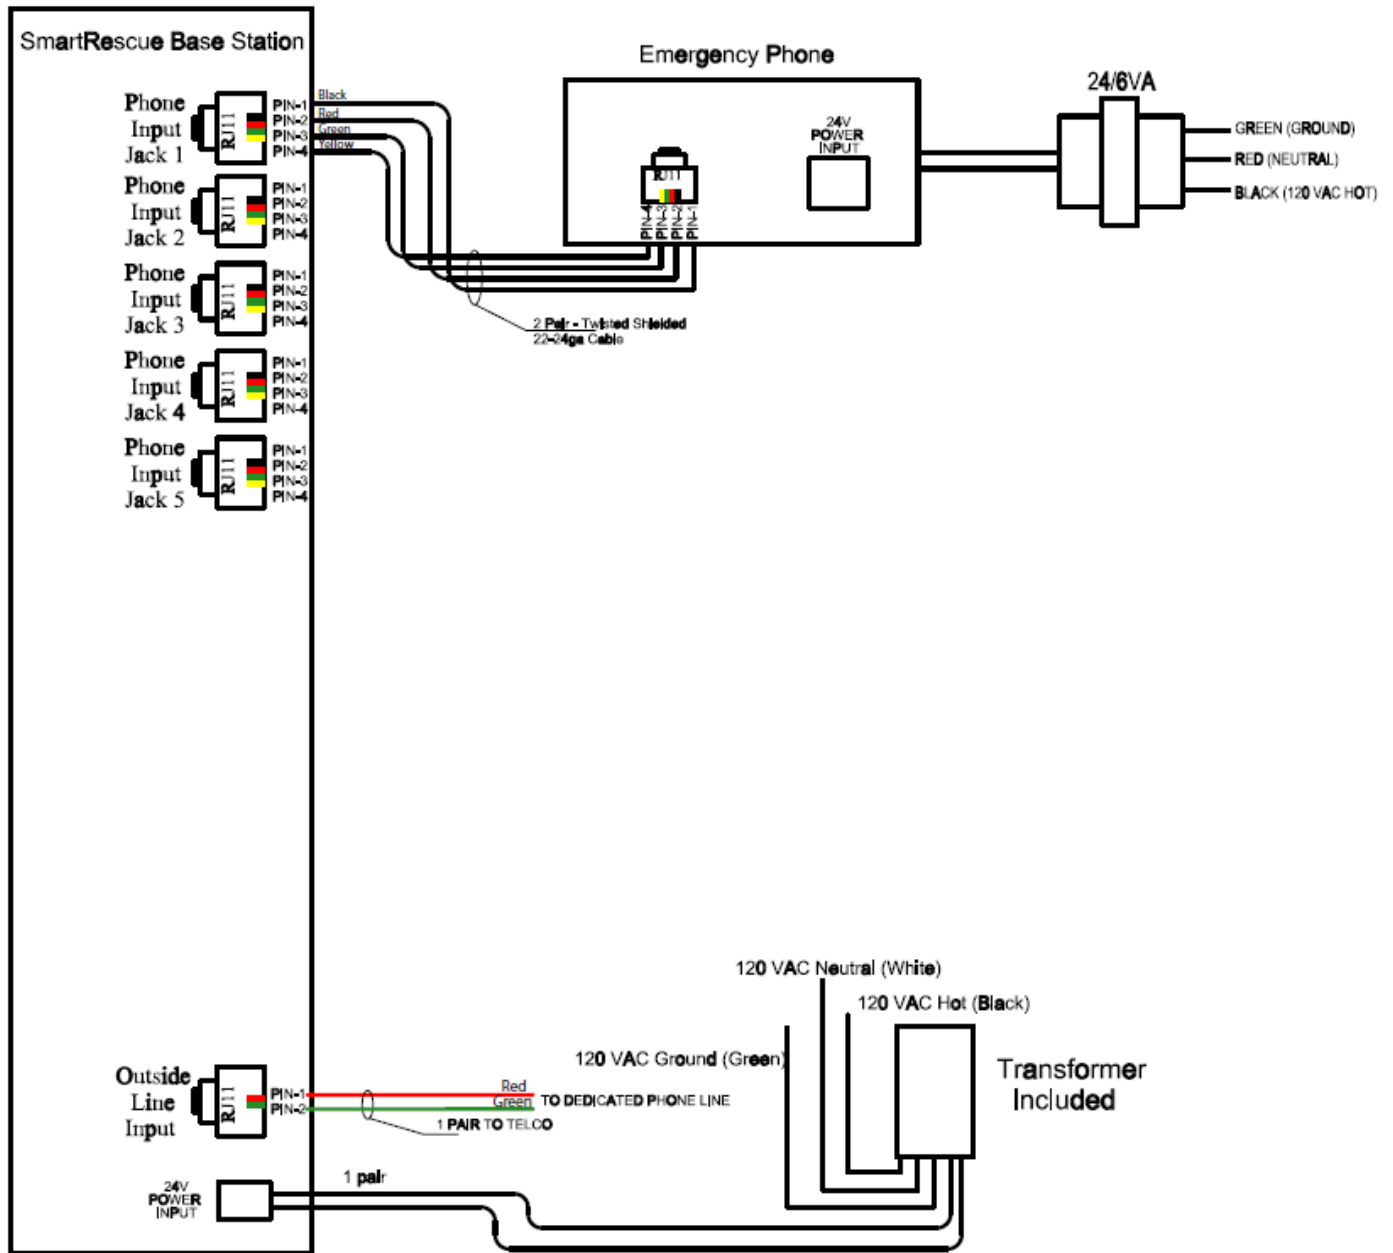 SmartRescue Base Station
Phone
Input
Jack 1
RJ11
PIN-1
PIN-2
PIN-3
PIN-4
Black
Red
Green
Yellow
Phone
Input
Jack 2
RJ11
PIN-1
PIN-2
PIN-3
PIN-4
Phone
Input
Jack 3
RJ11
PIN-1
PIN-2
PIN-3
PIN-4
Phone
Input
Jack 4
RJ11
PIN-1
PIN-2
PIN-3
PIN-4
Phone
Input
Jack 5
RJ11
PIN-1
PIN-2
PIN-3
PIN-4
Emergency Phone
RJ11
PIN-4
PIN-3
PIN-2
PIN-1
24V
POWER
INPUT
24/6VA
GREEN (GROUND)
RED (NEUTRAL)
BLACK (120 VAC HOT)
2 Pair - Twisted Shielded
22-24ga Cable
120 VAC Neutral (White)
120 VAC Hot (Black)
120 VAC Ground (Green)
Transformer
Included
Outside
Line
Input
RJ11
PIN-1
PIN-2
Red
Green
TO DEDICATED PHONE LINE
1 PAIR TO TELCO
24V
POWER
INPUT
1 pair